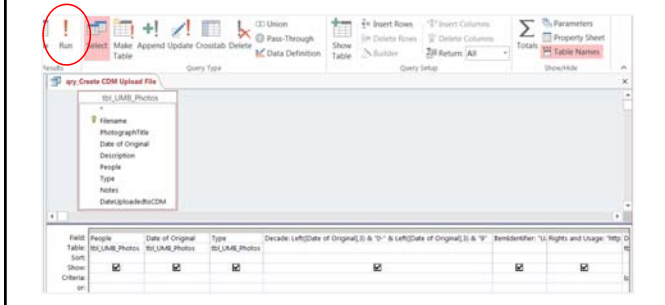 Run Select Make Table Append Update Crosstab Delete
Union
Pass-Through
Data Definition
Show Table
Insert Rows
Delete Rows
Builder
Insert Columns
Delete Columns
Return: All
Totals
Parameters
Property Sheet
Table Names
Results Query Type Query Setup Show/Hide
qry_Create CDM Upload File
tbl_UMB_Photos
*
Filename
PhotographTitle
Date of Original
Description
People
Type
Notes
DateUploadedtoCDM
Field: People Date of Original Type Decade: Left([Date of Original],3) & "0-" & Left([Date of Original],3) & "9" Rights and Usage: "http
Table: tbl_UMB_Photos tbl_UMB_Photos tbl_UMB_Photos
Sort:
Show:
Criteria:
or: